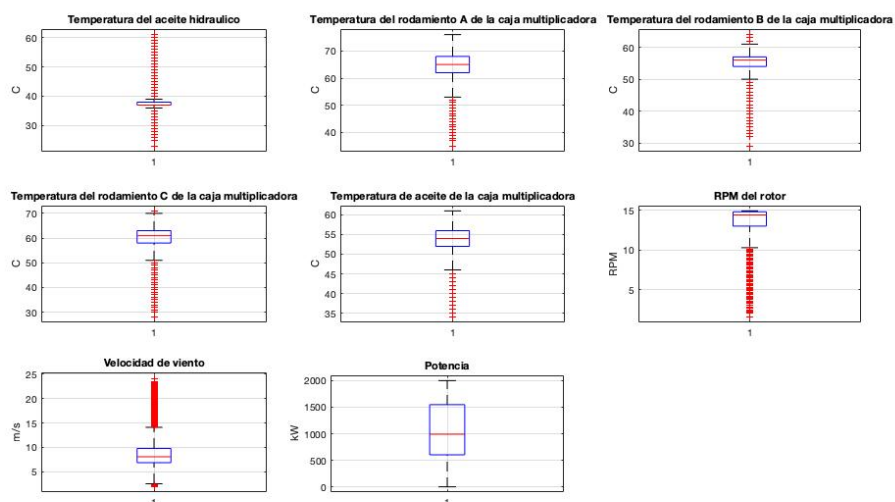 Temperatura del aceite hidraulico
60
50
40
30
C
1
Temperatura del rodamiento A de la caja multiplicadora
70
60
50
40
C
1
Temperatura del rodamiento B de la caja multiplicadora
60
50
40
30
C
1
Temperatura del rodamiento C de la caja multiplicadora
70
60
50
40
30
C
1
Temperatura de aceite de la caja multiplicadora
60
55
50
45
40
35
C
1
RPM del rotor
15
10
5
RPM
1
Velocidad de viento
25
20
15
10
5
m/s
1
Potencia
2000
1500
1000
500
0
kW
1